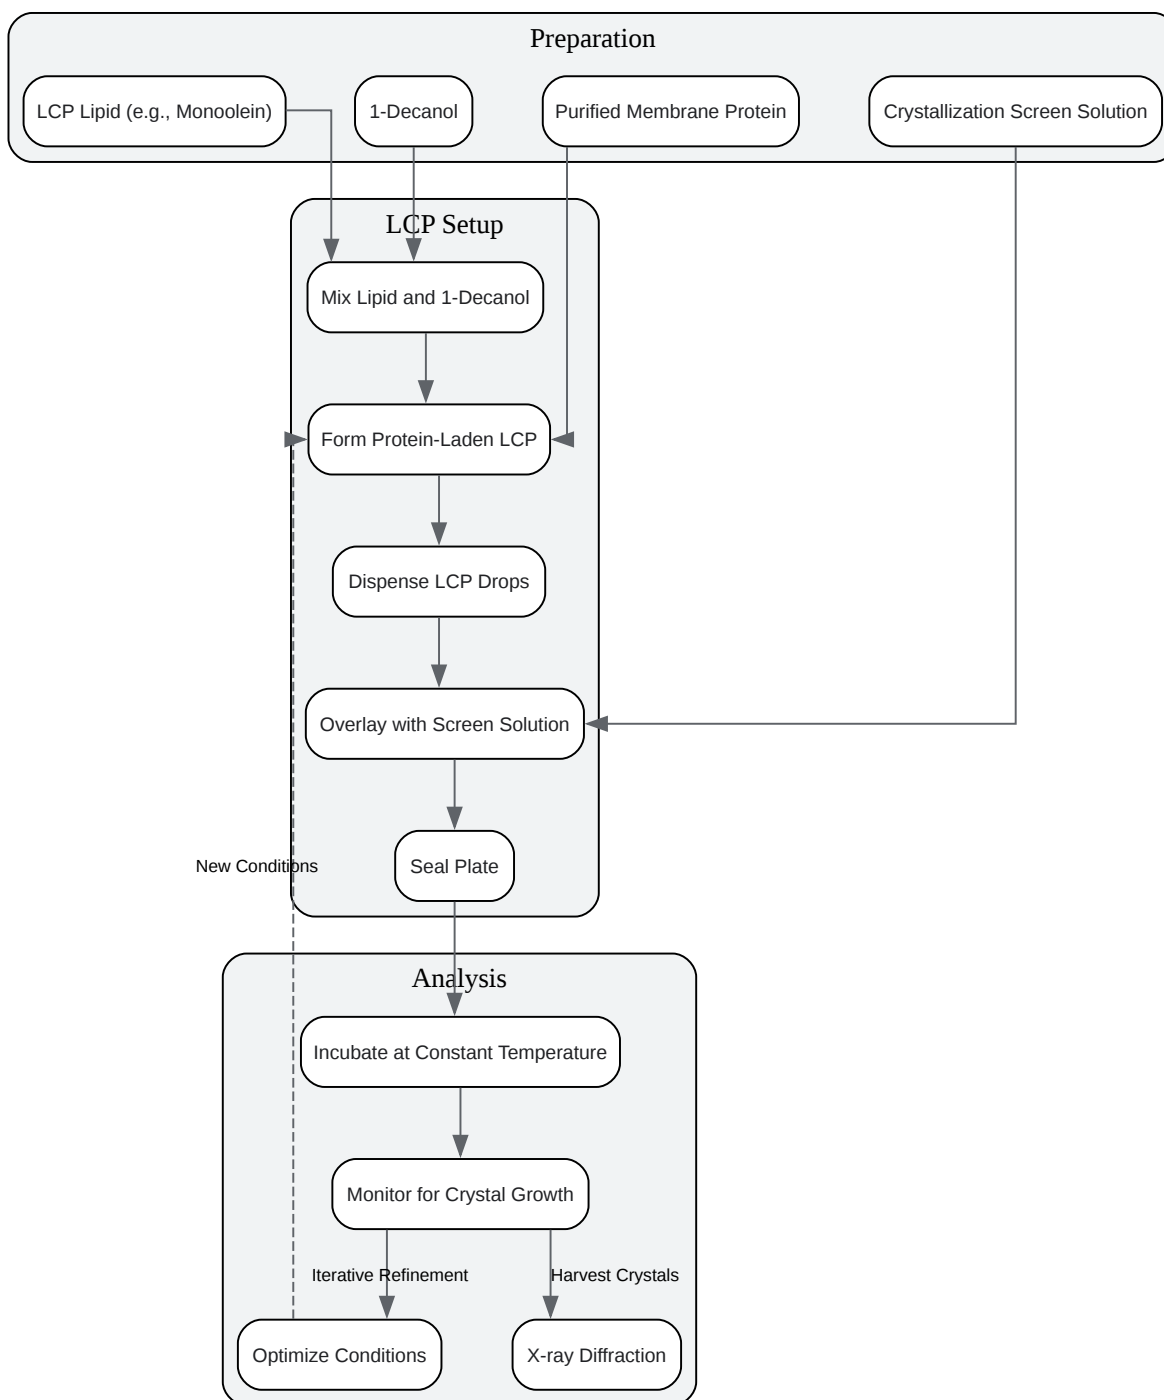 Preparation
LCP Lipid (e.g., Monoolein)
1-Decanol
Purified Membrane Protein
Crystallization Screen Solution
LCP Setup
Mix Lipid and 1-Decanol
Form Protein-Laden LCP
Dispense LCP Drops
Overlay with Screen Solution
New Conditions
Seal Plate
Analysis
Incubate at Constant Temperature
Monitor for Crystal Growth
Iterative Refinement
Harvest Crystals
Optimize Conditions
X-ray Diffraction